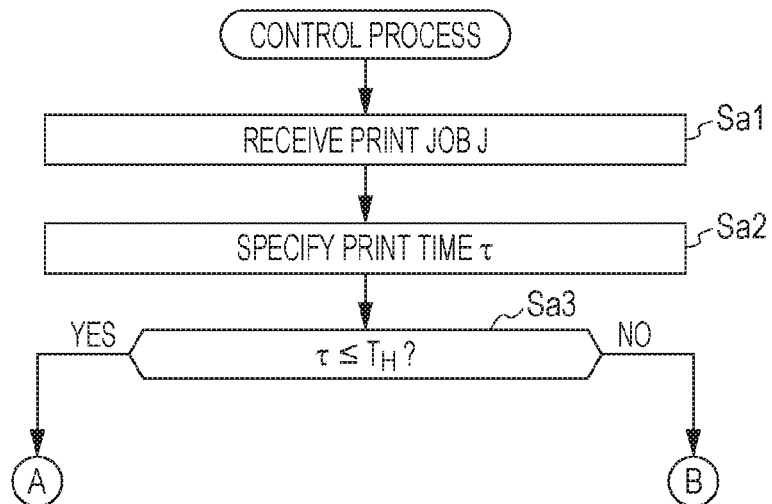 CONTROL PROCESS
RECEIVE PRINT JOB J
Sa1
SPECIFY PRINT TIME τ
Sa2
Sa3
YES
τ ≤ TH ?
NO
A
B